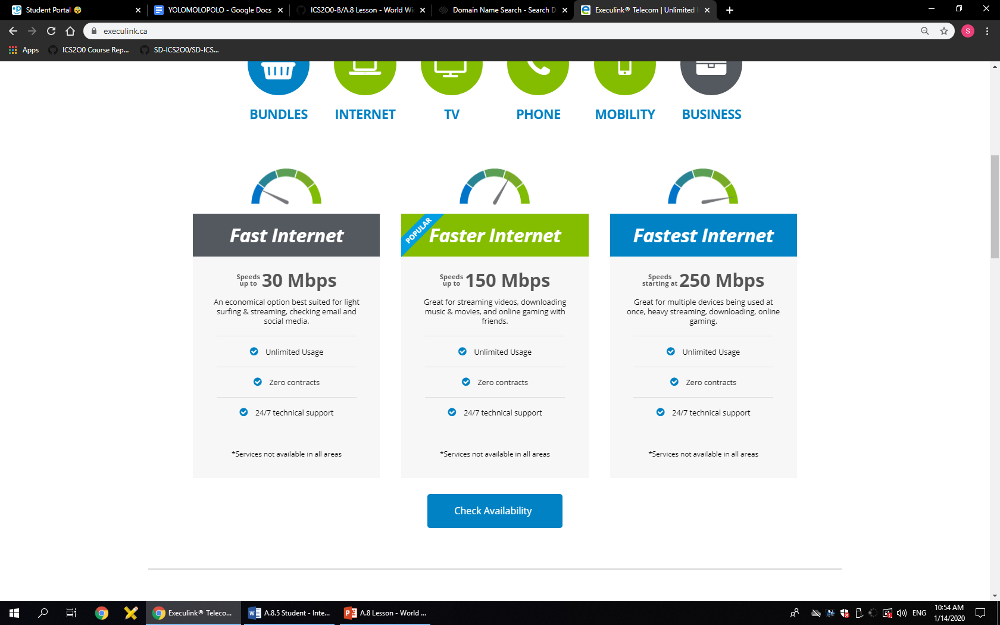 Student Portal
YOLOMOLOPOLO - Google Docs
ICS2O0-B/A.8 Lesson - World Wi
Domain Name Search - Search D
Execulink® Telecom | Unlimited
execulink.ca
S
Apps
ICS2O0 Course Rep...
SD-ICS2O0/SD-ICS...
BUNDLES
INTERNET
TV
PHONE
MOBILITY
BUSINESS
Fast Internet
Speeds
up to
30 Mbps
An economical option best suited for light
surfing & streaming, checking email and
social media.
Unlimited Usage
Zero contracts
24/7 technical support
*Services not available in all areas
POPULAR
Faster Internet
Speeds
up to
150 Mbps
Great for streaming videos, downloading
music & movies, and online gaming with
friends.
Unlimited Usage
Zero contracts
24/7 technical support
*Services not available in all areas
Fastest Internet
Speeds
starting at
250 Mbps
Great for multiple devices being used at
once, heavy streaming, downloading, online
gaming.
Unlimited Usage
Zero contracts
24/7 technical support
*Services not available in all areas
Check Availability
Execulink® Teleco...
A.8.5 Student - Inte...
A.8 Lesson - World ...
ENG
10:54 AM
1/14/2020